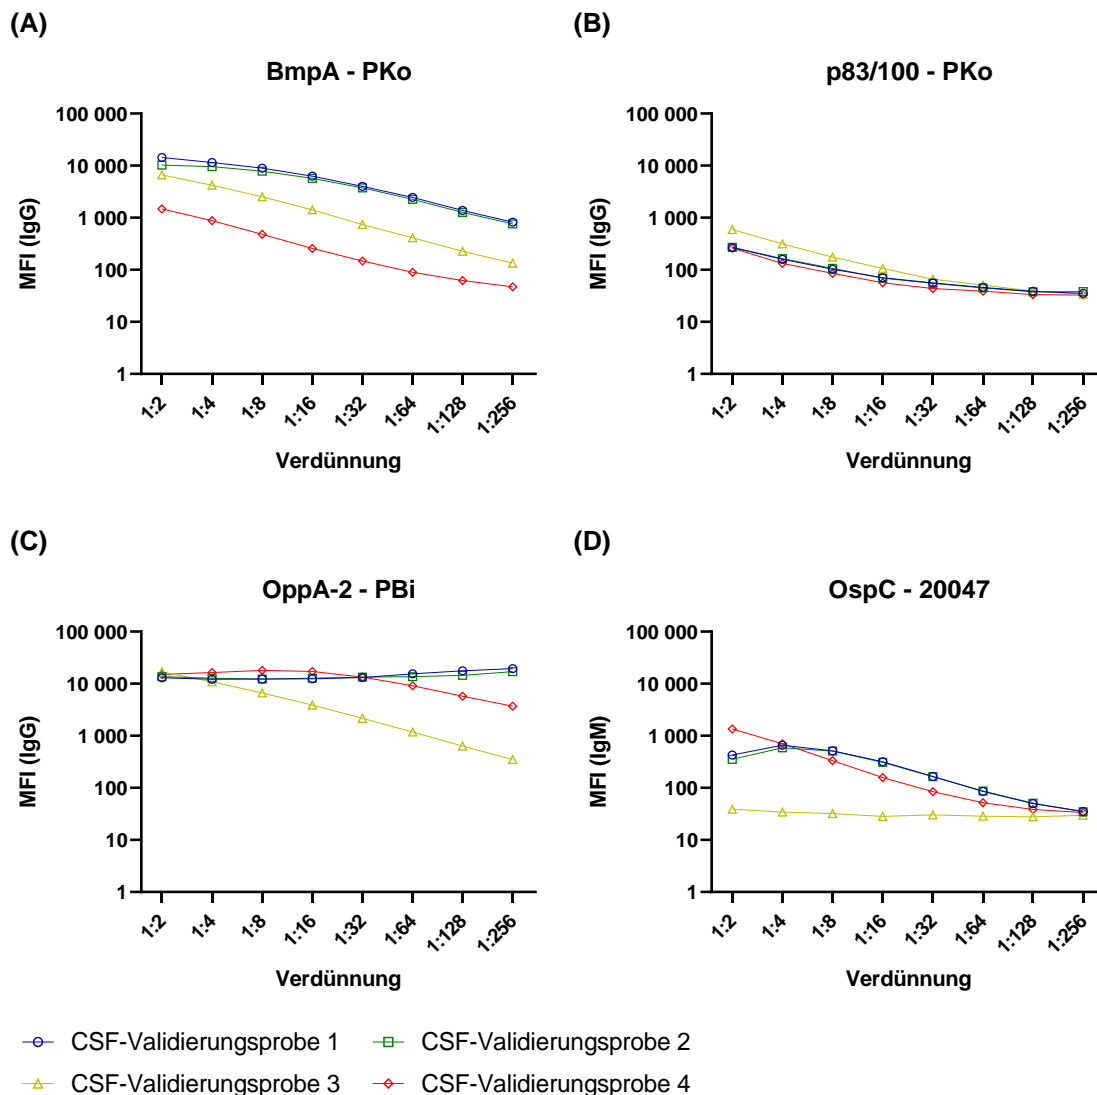 (A)
BmpA - PKo
MFI (IgG)
100 000
10 000
1 000
100
10
1
1:2
1:4
1:8
1:16
1:32
1:64
1:128
1:256
Verdünnung
(B)
p83/100 - PKo
MFI (IgG)
100 000
10 000
1 000
100
10
1
1:2
1:4
1:8
1:16
1:32
1:64
1:128
1:256
Verdünnung
(C)
OppA-2 - PBi
MFI (IgG)
100 000
10 000
1 000
100
10
1
1:2
1:4
1:8
1:16
1:32
1:64
1:128
1:256
Verdünnung
(D)
OspC - 20047
MFI (IgM)
100 000
10 000
1 000
100
10
1
1:2
1:4
1:8
1:16
1:32
1:64
1:128
1:256
Verdünnung
CSF-Validierungsprobe 1
CSF-Validierungsprobe 2
CSF-Validierungsprobe 3
CSF-Validierungsprobe 4